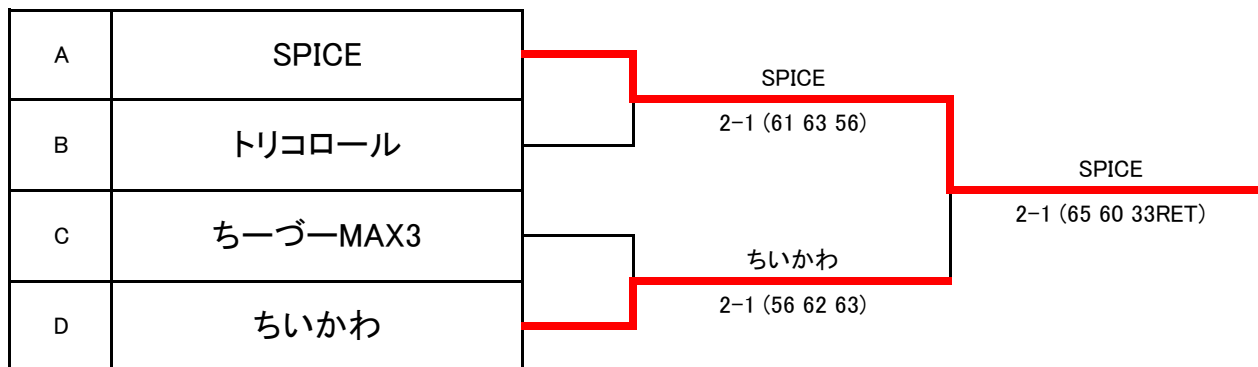 A SPICE
B トリコロール
C ちーづーMAX3
D ちいかわ
SPICE
2-1 (61 63 56)
ちいかわ
2-1 (56 62 63)
SPICE
2-1 (65 60 33RET)